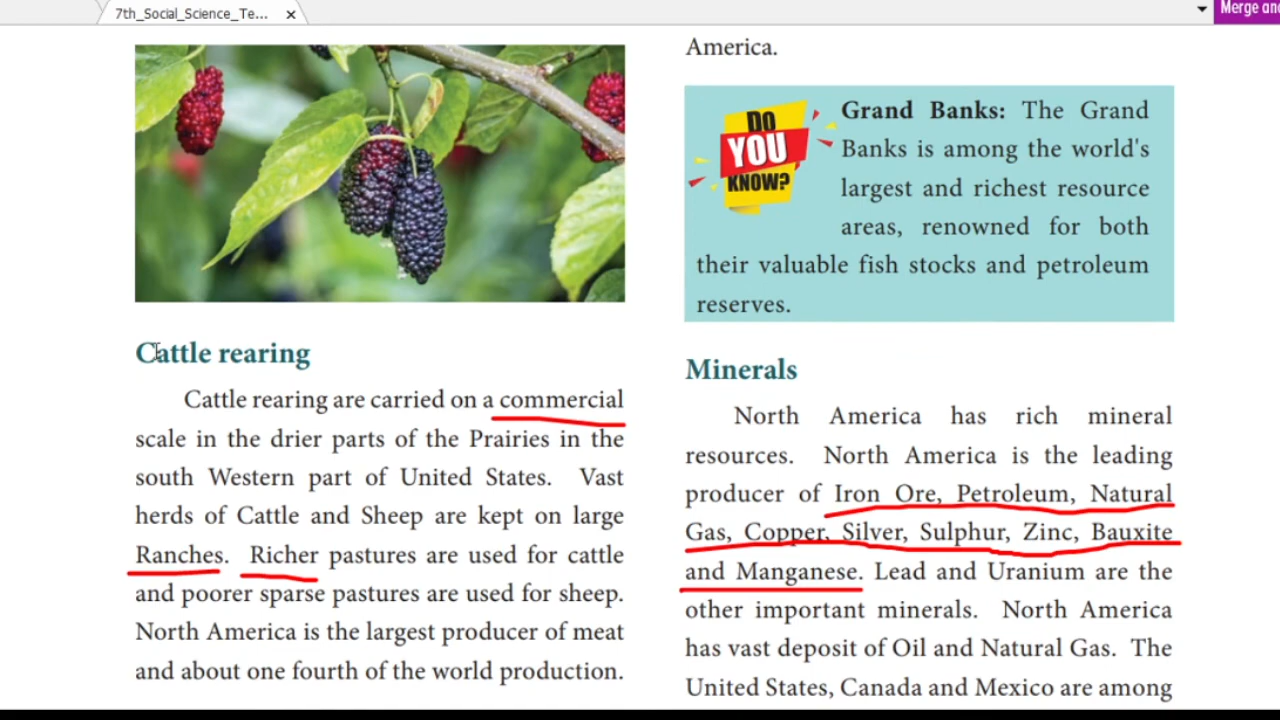 7th_Social_Science_Te...
Merge and
Cattle rearing
Cattle rearing are carried on a commercial
scale in the drier parts of the Prairies in the
south Western part of United States. Vast
herds of Cattle and Sheep are kept on large
Ranches. Richer pastures are used for cattle
and poorer sparse pastures are used for sheep.
North America is the largest producer of meat
and about one fourth of the world production.
America.
DO
YOU
KNOW?
Grand Banks: The Grand
Banks is among the world's
largest and richest resource
areas, renowned for both
their valuable fish stocks and petroleum
reserves.
Minerals
North America has rich mineral
resources. North America is the leading
producer of Iron Ore, Petroleum, Natural
Gas, Copper, Silver, Sulphur, Zinc, Bauxite
and Manganese. Lead and Uranium are the
other important minerals. North America
has vast deposit of Oil and Natural Gas. The
United States, Canada and Mexico are among